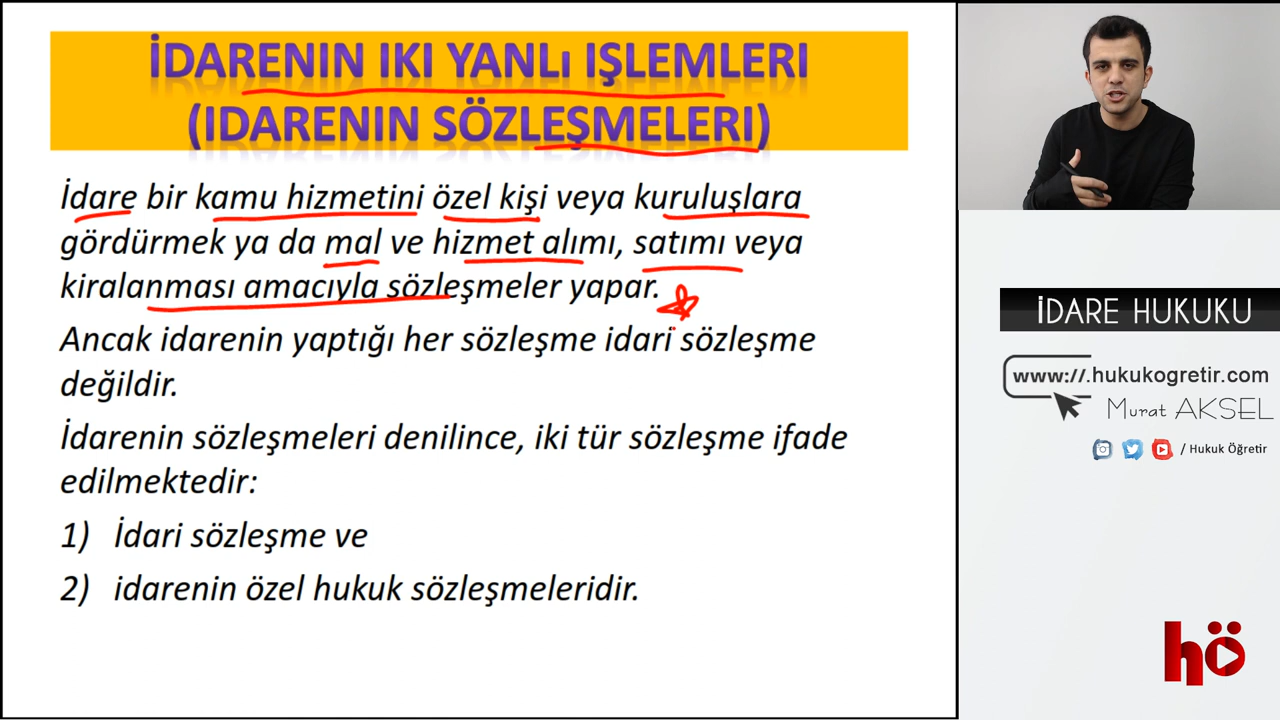 İDARENIN IKI YANLı IŞLEMLERI
(IDARENIN SÖZLEŞMELERI)
İdare bir kamu hizmetini özel kişi veya kuruluşlara
gördürmek ya da mal ve hizmet alımı, satımı veya
kiralanması amacıyla sözleşmeler yapar.
Ancak idarenin yaptığı her sözleşme idari sözleşme
değildir.
İdarenin sözleşmeleri denilince, iki tür sözleşme ifade
edilmektedir:
1) İdari sözleşme ve
2) idarenin özel hukuk sözleşmeleridir.
İDARE HUKUKU
www://.hukukogretir.com
Murat AKSEL
/ Hukuk Öğretir
hö